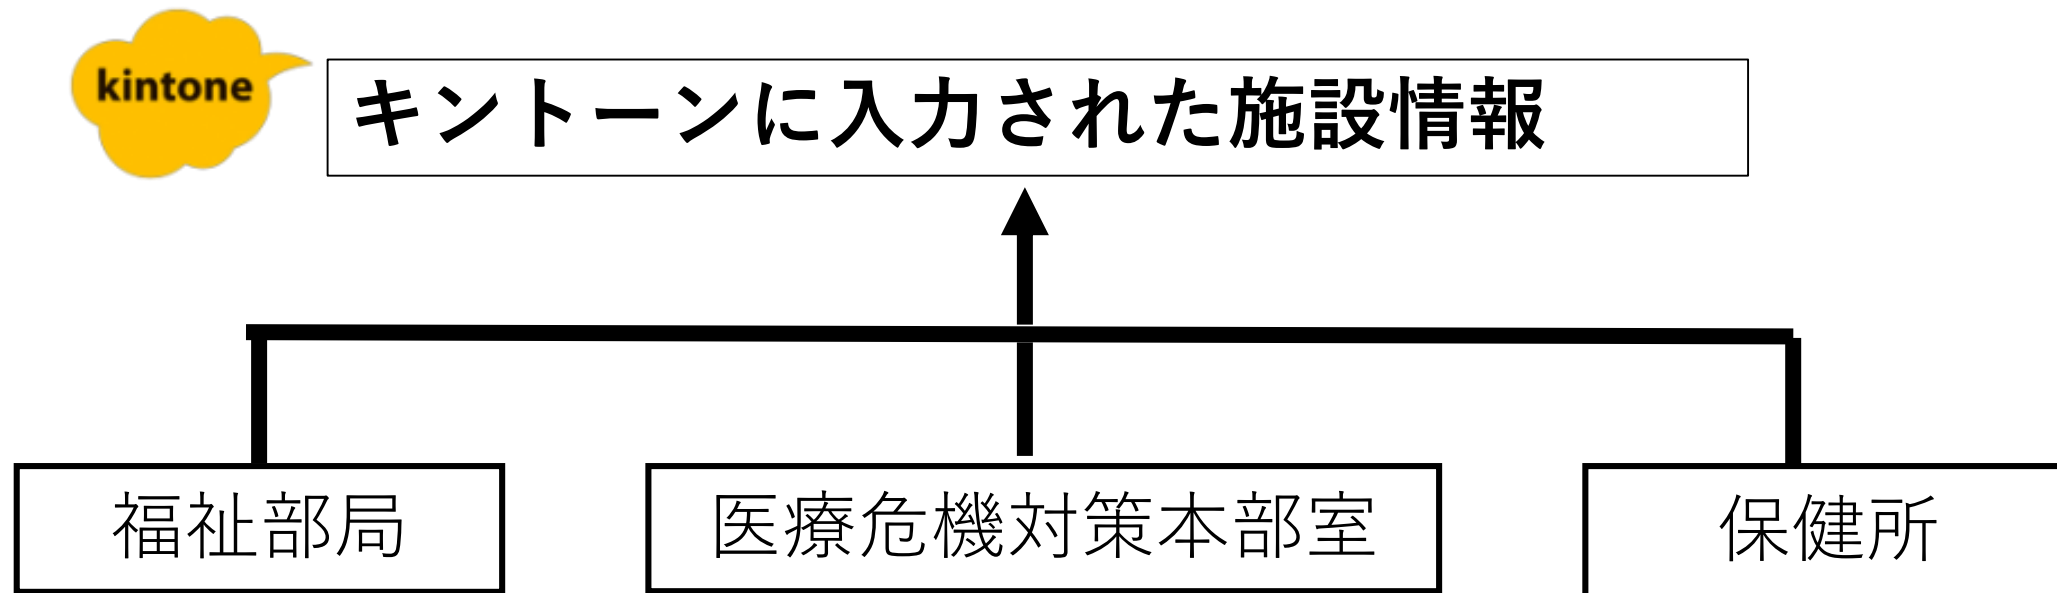 kintone
キントーンに入力された施設情報
福祉部局
医療危機対策本部室
保健所